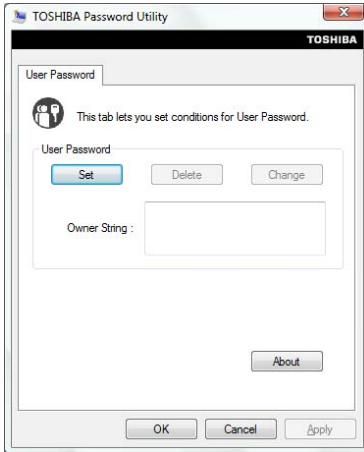 TOSHIBA Password Utility
TOSHIBA
User Password
This tab lets you set conditions for User Password.
User Password
Set Delete Change
Owner String :
About
OK Cancel Apply